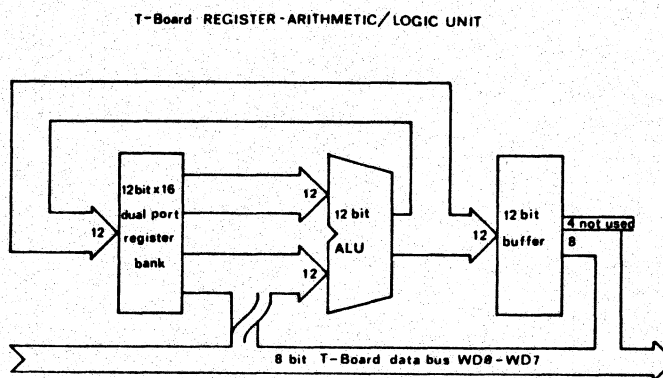 T-Board REGISTER-ARITHMETIC/LOGIC UNIT
12bit x 16
dual port
register
bank
12
12
12
12 bit
ALU
12
12 bit
buffer
4 not used
8
8 bit T-Board data bus WD0-WD7